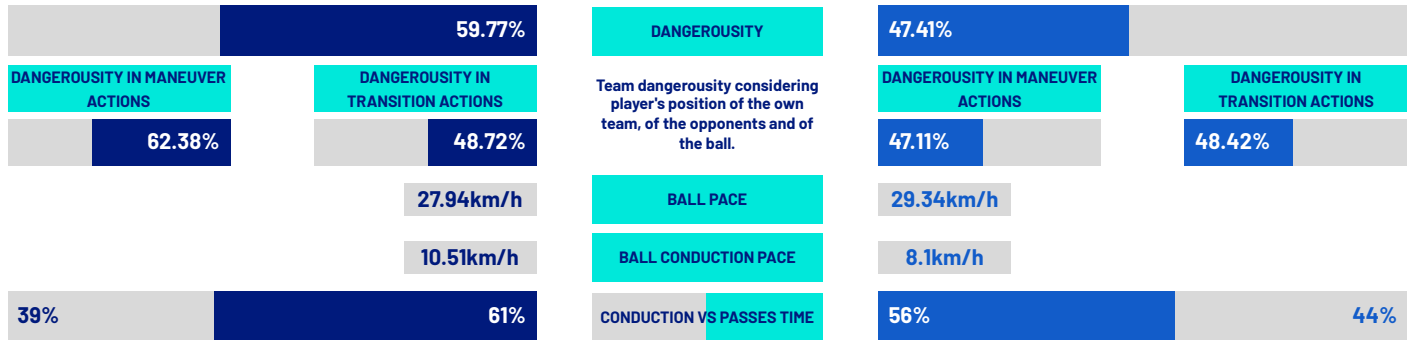 59.77%
DANGEROUSITY
47.41%
DANGEROUSITY IN MANEUVER
ACTIONS
DANGEROUSITY IN
TRANSITION ACTIONS
Team dangerousity considering
player's position of the own
team, of the opponents and of
the ball.
DANGEROUSITY IN MANEUVER
ACTIONS
DANGEROUSITY IN
TRANSITION ACTIONS
62.38%
48.72%
47.11%
48.42%
27.94km/h
BALL PACE
29.34km/h
10.51km/h
BALL CONDUCTION PACE
8.1km/h
39%
61%
CONDUCTION VS PASSES TIME
56%
44%